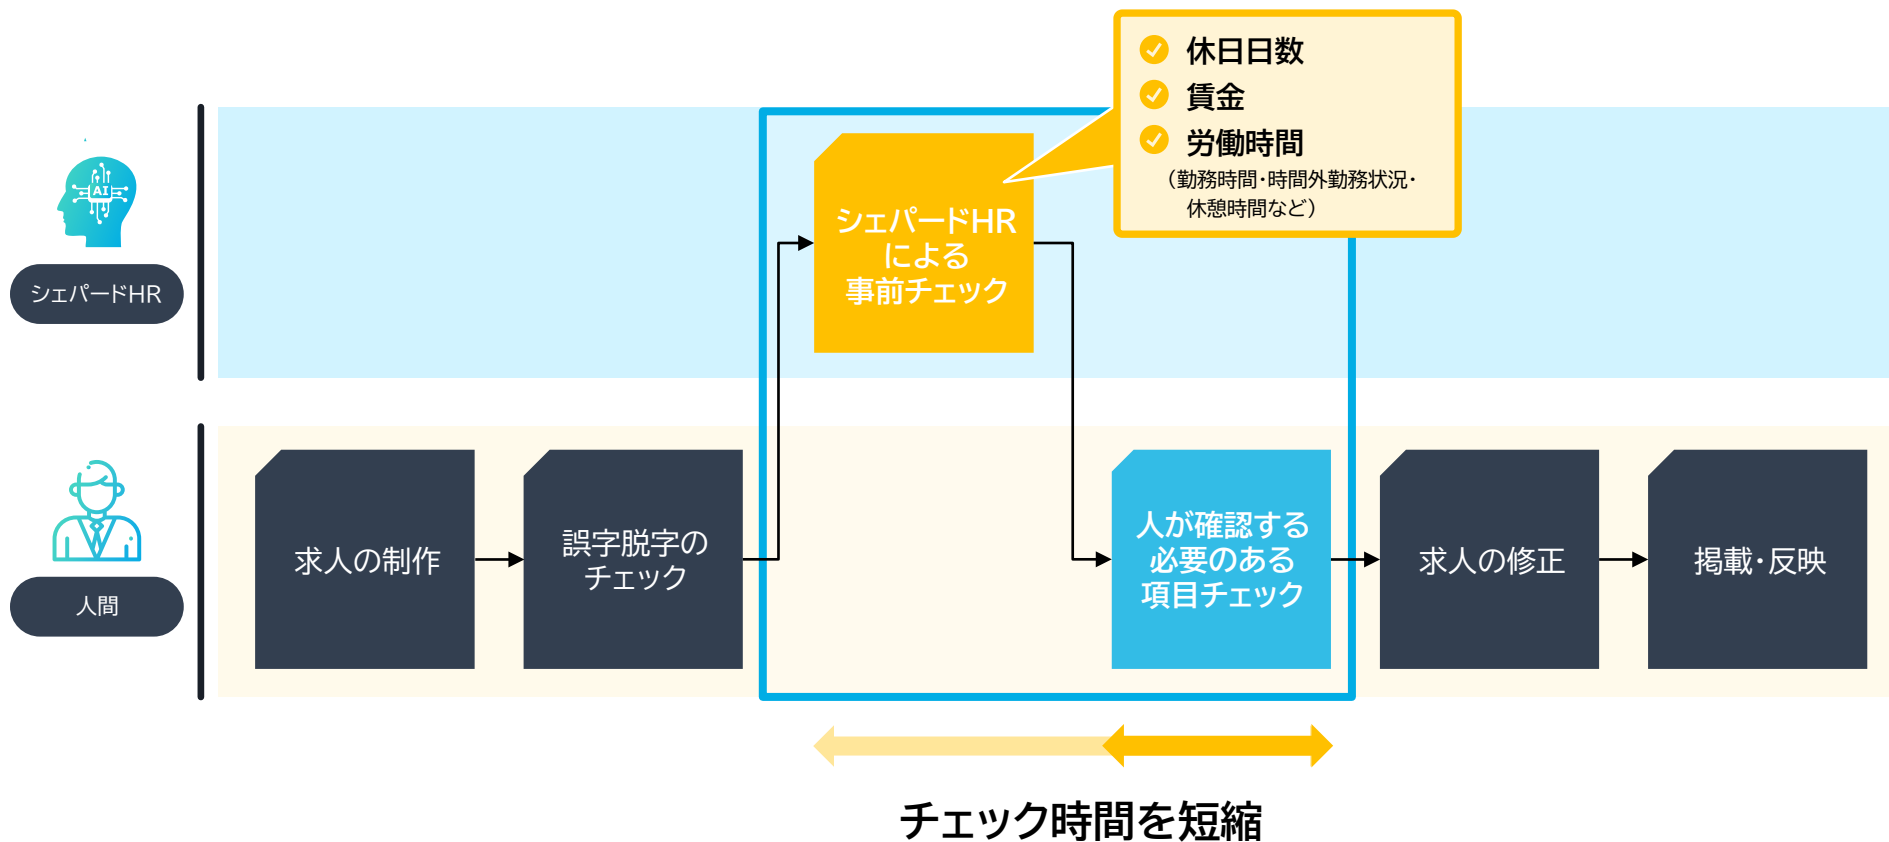 休日日数
賃金
労働時間
（勤務時間・時間外勤務状況・
休憩時間など）
AI
シェパードHR
シェパードHR
による
事前チェック
人間
求人の制作
誤字脱字の
チェック
人が確認する
必要のある
項目チェック
求人の修正
掲載・反映
チェック時間を短縮